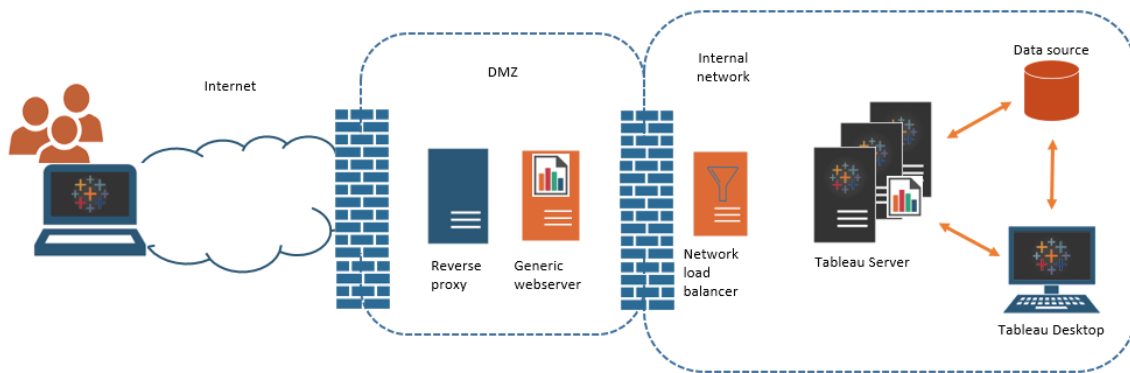 Internet
DMZ
Internal
network
Data source
Reverse
proxy
Generic
webserver
Network
load
balancer
Tableau Server
Tableau Desktop